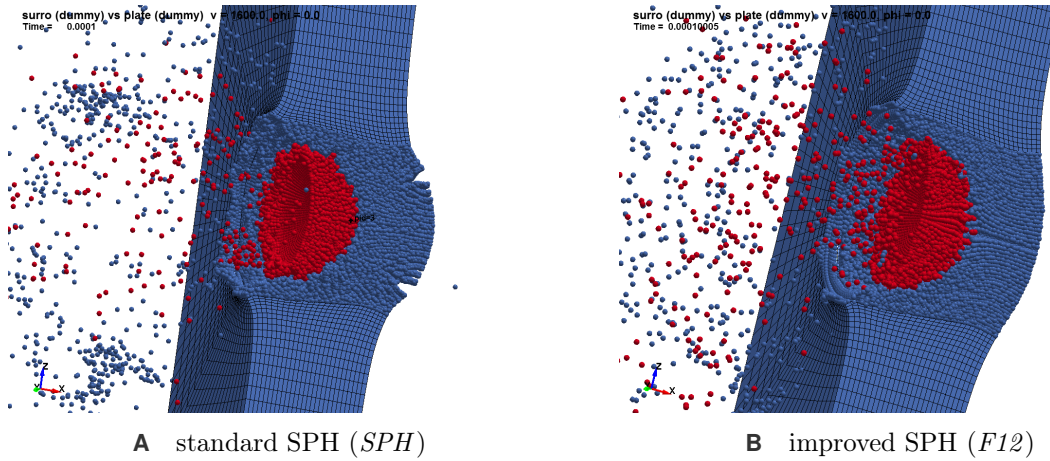 surro (dummy) vs plate (dummy) v = 1600.0, phi = 0.0
Time = 0.0001
Z
Y
X
A standard SPH (SPH)
surro (dummy) vs plate (dummy) v = 1600.0, phi = 0.0
Time = 0.00010005
Z
X
B improved SPH (F12)